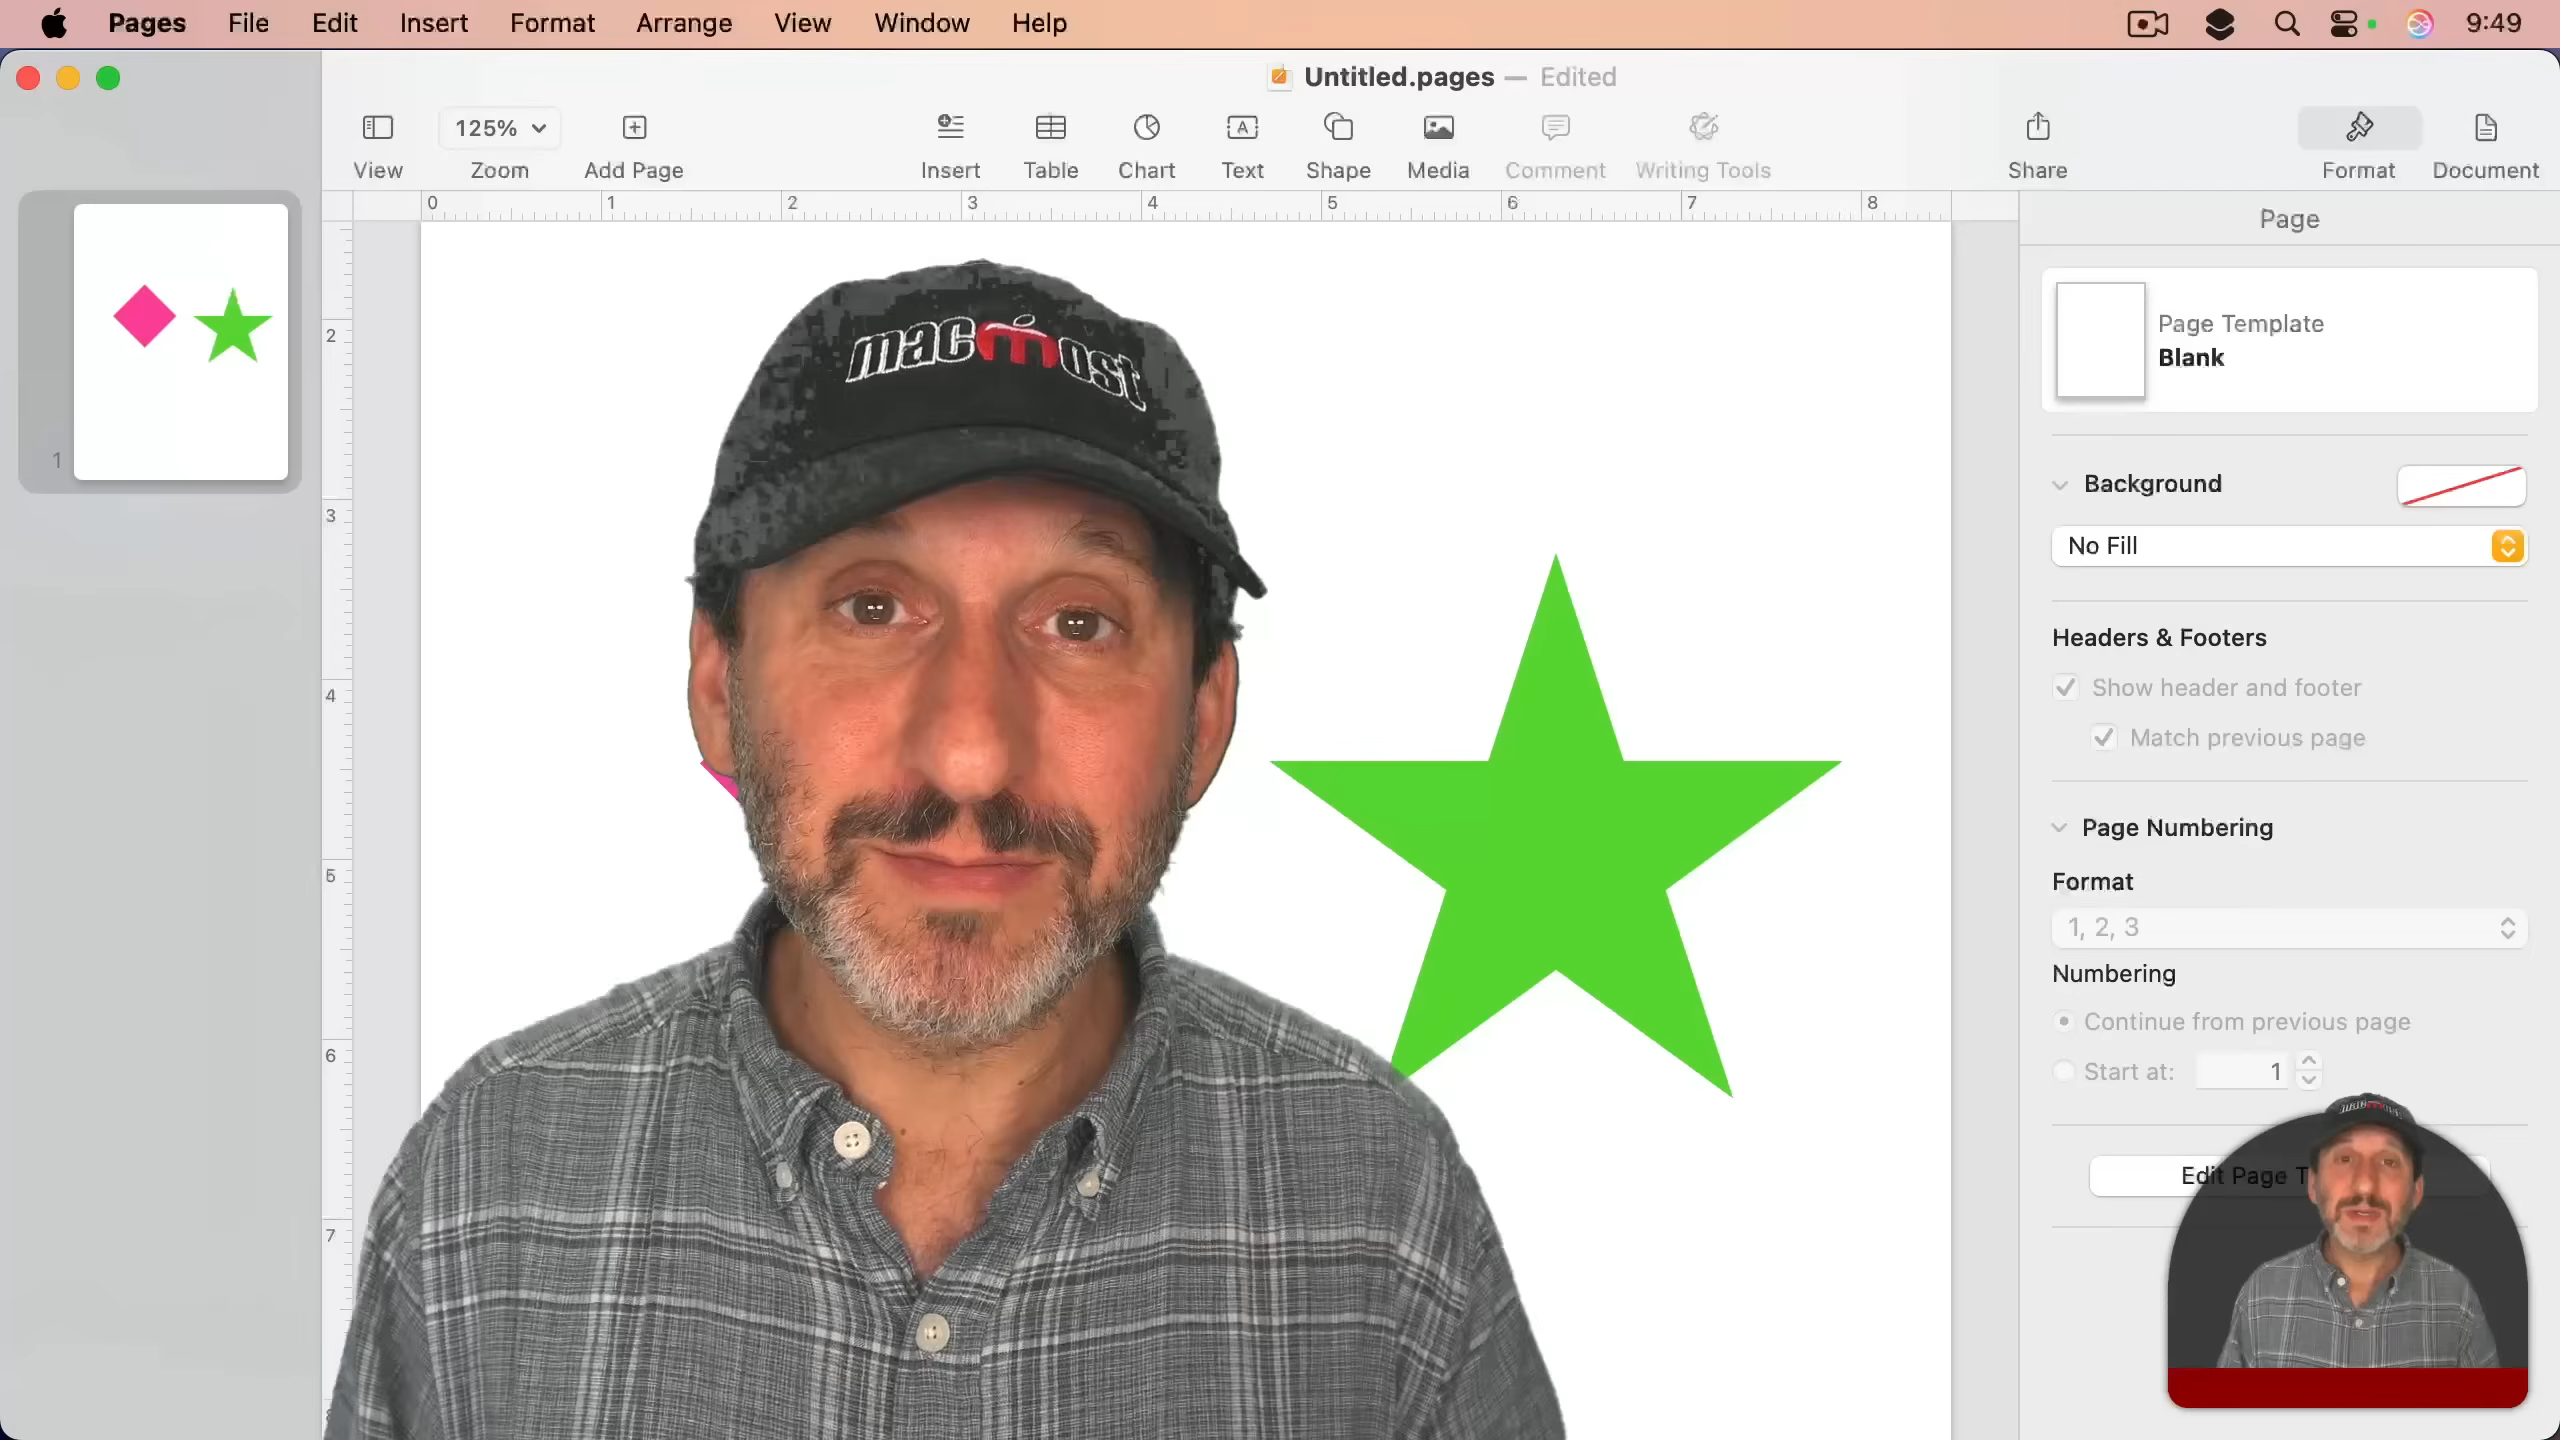 Pages File Edit Insert Format Arrange View Window Help 9:49
Untitled.pages — Edited
125%
View Zoom Add Page Insert Table Chart Text Shape Media Comment Writing Tools Share Format Document
0 1 2 3 4 5 6 7 8
Page
Page Template
Blank
macmost
2
1
Background
3
No Fill
Headers & Footers
4
Show header and footer
Match previous page
Page Numbering
5
Format
1, 2, 3
Numbering
6
Continue from previous page
Start at: 1
Edit Page T
7